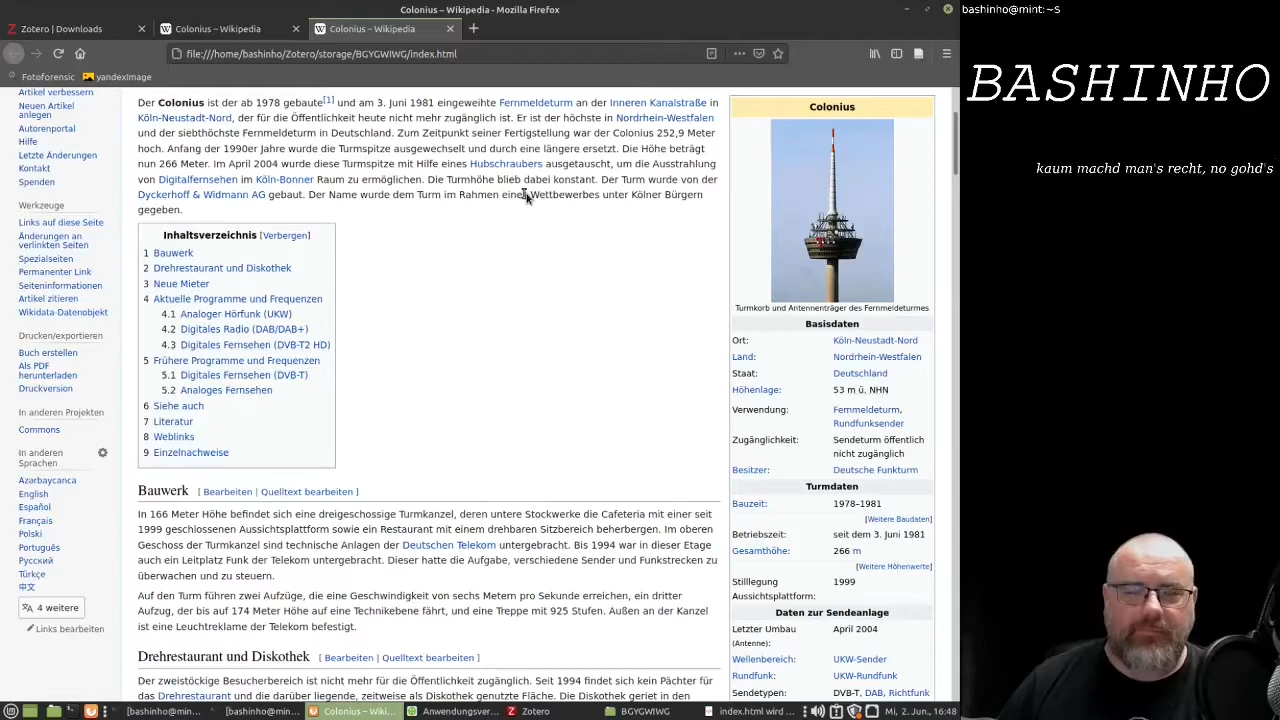 Colonius – Wikipedia - Mozilla Firefox
bashinho@mint:~$
Zotero | Downloads
Colonius – Wikipedia
Colonius – Wikipedia
file:///home/bashinho/Zotero/storage/BGYGWIWG/index.html
Fotoforensic
yandexImage
Artikel verbessern
Neuen Artikel
anlegen
Autorenportal
Hilfe
Letzte Änderungen
Kontakt
Spenden
Werkzeuge
Links auf diese Seite
Änderungen an
verlinkten Seiten
Spezialseiten
Permanenter Link
Seiteninformationen
Artikel zitieren
Wikidata-Datenobjekt
Drucken/exportieren
Buch erstellen
Als PDF
herunterladen
Druckversion
In anderen Projekten
Commons
In anderen
Sprachen
Azərbaycanca
English
Español
Français
Polski
Português
Русский
Türkçe
中文
4 weitere
Links bearbeiten
Der Colonius ist der ab 1978 gebaute[1] und am 3. Juni 1981 eingeweihte Fernmeldeturm an der Inneren Kanalstraße in
Köln-Neustadt-Nord, der für die Öffentlichkeit heute nicht mehr zugänglich ist. Er ist der höchste in Nordrhein-Westfalen
und der siebthöchste Fernmeldeturm in Deutschland. Zum Zeitpunkt seiner Fertigstellung war der Colonius 252,9 Meter
hoch. Anfang der 1990er Jahre wurde die Turmspitze ausgewechselt und durch eine längere ersetzt. Die Höhe beträgt
nun 266 Meter. Im April 2004 wurde diese Turmspitze mit Hilfe eines Hubschraubers ausgetauscht, um die Ausstrahlung
von Digitalfernsehen im Köln-Bonner Raum zu ermöglichen. Die Turmhöhe blieb dabei konstant. Der Turm wurde von der
Dyckerhoff & Widmann AG gebaut. Der Name wurde dem Turm im Rahmen eines Wettbewerbes unter Kölner Bürgern
gegeben.
Inhaltsverzeichnis [Verbergen]
1 Bauwerk
2 Drehrestaurant und Diskothek
3 Neue Mieter
4 Aktuelle Programme und Frequenzen
4.1 Analoger Hörfunk (UKW)
4.2 Digitales Radio (DAB/DAB+)
4.3 Digitales Fernsehen (DVB-T2 HD)
5 Frühere Programme und Frequenzen
5.1 Digitales Fernsehen (DVB-T)
5.2 Analoges Fernsehen
6 Siehe auch
7 Literatur
8 Weblinks
9 Einzelnachweise
Bauwerk [ Bearbeiten | Quelltext bearbeiten ]
In 166 Meter Höhe befindet sich eine dreigeschossige Turmkanzel, deren untere Stockwerke die Cafeteria mit einer seit
1999 geschlossenen Aussichtsplattform sowie ein Restaurant mit einem drehbaren Sitzbereich beherbergen. Im oberen
Geschoss der Turmkanzel sind technische Anlagen der Deutschen Telekom untergebracht. Bis 1994 war in dieser Etage
auch ein Leitplatz Funk der Telekom untergebracht. Dieser hatte die Aufgabe, verschiedene Sender und Funkstrecken zu
überwachen und zu steuern.
Auf den Turm führen zwei Aufzüge, die eine Geschwindigkeit von sechs Metern pro Sekunde erreichen, ein dritter
Aufzug, der bis auf 174 Meter Höhe auf eine Technikebene fährt, und eine Treppe mit 925 Stufen. Außen an der Kanzel
ist eine Leuchtreklame der Telekom befestigt.
Drehrestaurant und Diskothek [ Bearbeiten | Quelltext bearbeiten ]
Der zweistöckige Besucherbereich ist nicht mehr für die Öffentlichkeit zugänglich. Seit 1994 findet sich kein Pächter für
das Drehrestaurant und die darüber liegende, zeitweise als Diskothek genutzte Fläche. Die Diskothek geriet in den
Colonius
Turmkorb und Antennenträger des Fernmeldeturmes
Basisdaten
Ort: Köln-Neustadt-Nord
Land: Nordrhein-Westfalen
Staat: Deutschland
Höhenlage: 53 m ü. NHN
Verwendung: Fernmeldeturm,
Rundfunksender
Zugänglichkeit: Sendeturm öffentlich
nicht zugänglich
Besitzer: Deutsche Funkturm
Turmdaten
Bauzeit: 1978–1981
[Weitere Baudaten]
Betriebszeit: seit dem 3. Juni 1981
Gesamthöhe: 266 m
[Weitere Höhenwerte]
Stilllegung 1999
Aussichtsplattform:
Daten zur Sendeanlage
Letzter Umbau April 2004
(Antenne):
Wellenbereich: UKW-Sender
Rundfunk: UKW-Rundfunk
Sendetypen: DVB-T, DAB, Richtfunk
BASHINHO
kaum machd man's recht, no gohd's
[bashinho@min...
[bashinho@min...
Colonius – Wiki...
Anwendungsver...
Zotero
BGYGWIWG
index.html wird ...
Mi, 2. Jun., 16:48